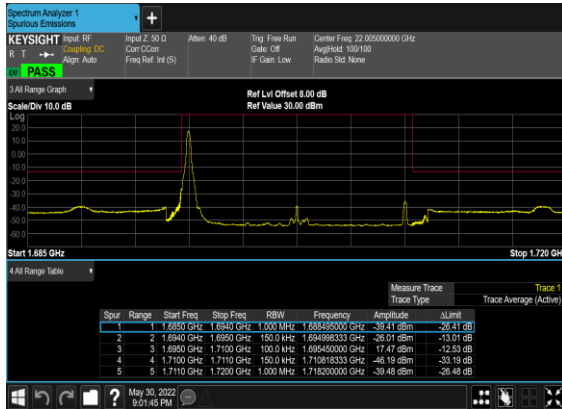 Spectrum Analyzer 1
Spurious Emissions
KEYSIGHT Input: RF Input Z: 50 Ω Atten: 40 dB Trig: Free Run Center Freq: 22.005000000 GHz
R T Coupling: DC Corr CCorr Gate: Off Avg|Hold: 100/100
Align: Auto Freq Ref: Int (S) IF Gain: Low Radio Std: None
PASS
3 All Range Graph
Ref Lvl Offset 8.00 dB
Scale/Div 10.0 dB Ref Value 30.00 dBm
Log
20.0
10.0
0.00
-10.0
-20.0
-30.0
-40.0
-50.0
-60.0
Start 1.685 GHz Stop 1.720 GH
4 All Range Table
Measure Trace Trace 1
Trace Type Trace Average (Active)
Spur Range Start Freq Stop Freq RBW Frequency Amplitude ΔLimit
1 1 1.6850 GHz 1.6940 GHz 1.000 MHz 1.688495000 GHz -39.41 dBm -26.41 dB
2 2 1.6940 GHz 1.6950 GHz 150.0 kHz 1.694998333 GHz -26.01 dBm -13.01 dB
3 3 1.6950 GHz 1.7100 GHz 100.0 kHz 1.695450000 GHz 17.47 dBm -12.53 dB
4 4 1.7100 GHz 1.7110 GHz 150.0 kHz 1.710818333 GHz -46.19 dBm -33.19 dB
5 5 1.7110 GHz 1.7200 GHz 1.000 MHz 1.718200000 GHz -39.48 dBm -26.48 dB
May 30, 2022
9:01:45 PM